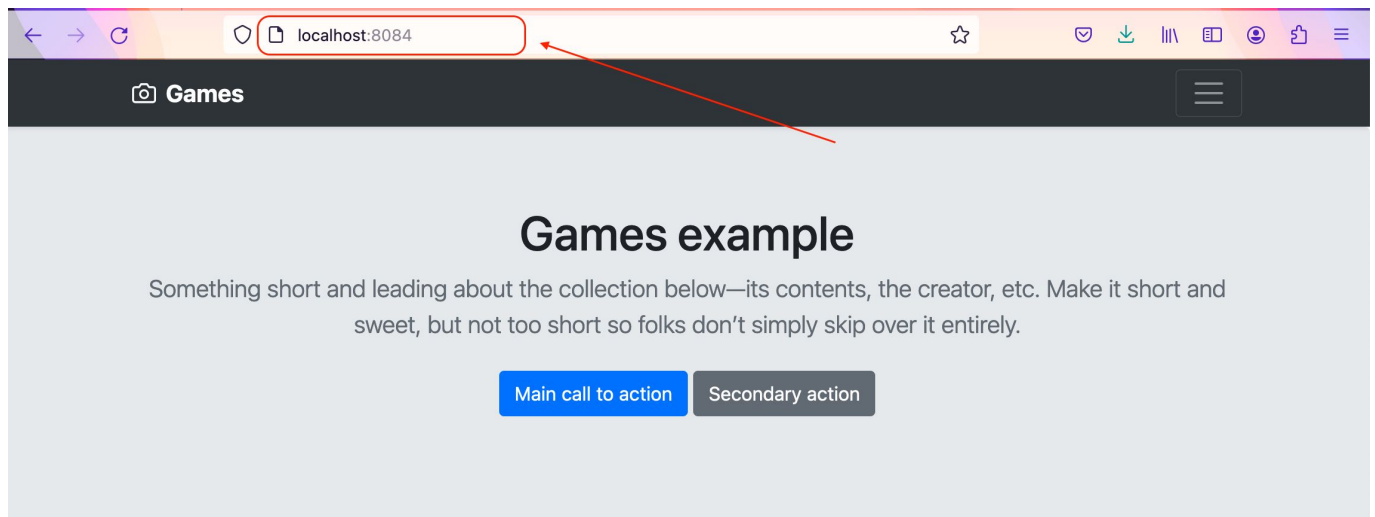 localhost:8084
Games
Games example
Something short and leading about the collection below—its contents, the creator, etc. Make it short and
sweet, but not too short so folks don’t simply skip over it entirely.
Main call to action
Secondary action